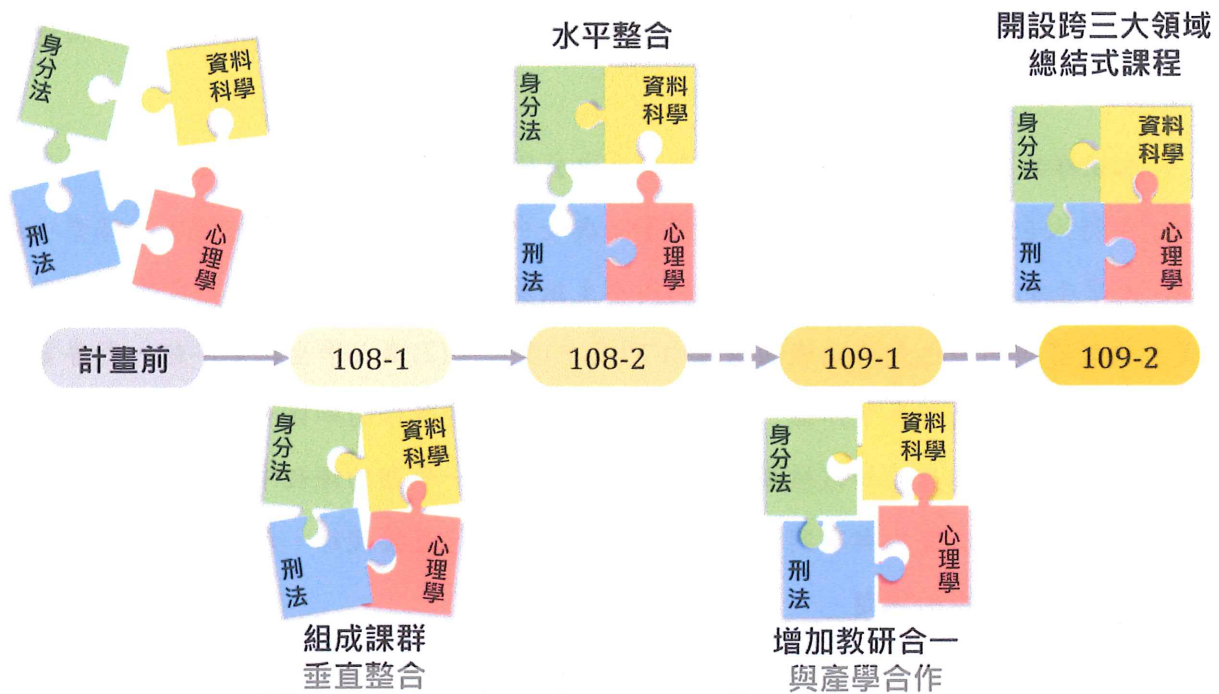 身分法
資料
科學
刑法
心理學
水平整合
身分法
資料
科學
刑法
心理學
開設跨三大領域
總結式課程
身分法
資料
科學
刑法
心理學
計畫前
108-1
108-2
109-1
109-2
身分法
資料
科學
刑法
心理學
組成課群
垂直整合
身分法
資料
科學
刑法
心理學
增加教研合一
與產學合作